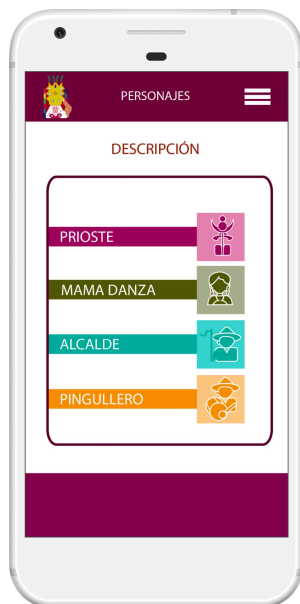 PERSONAJES
DESCRIPCIÓN
PRIOSTE
MAMA DANZA
ALCALDE
PINGULLERO